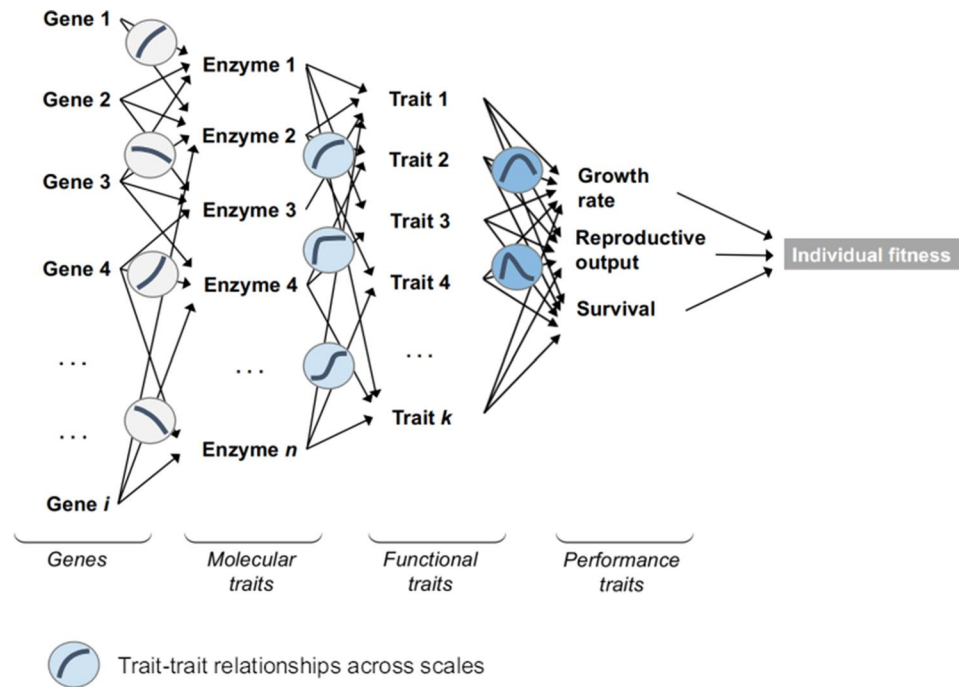 Gene 1
Gene 2
Gene 3
Gene 4
...
...
Gene i
Enzyme 1
Enzyme 2
Enzyme 3
Enzyme 4
...
Enzyme n
Trait 1
Trait 2
Trait 3
Trait 4
...
Trait k
Growth
rate
Reproductive
output
Survival
Individual fitness
Genes
Molecular
traits
Functional
traits
Performance
traits
Trait-trait relationships across scales